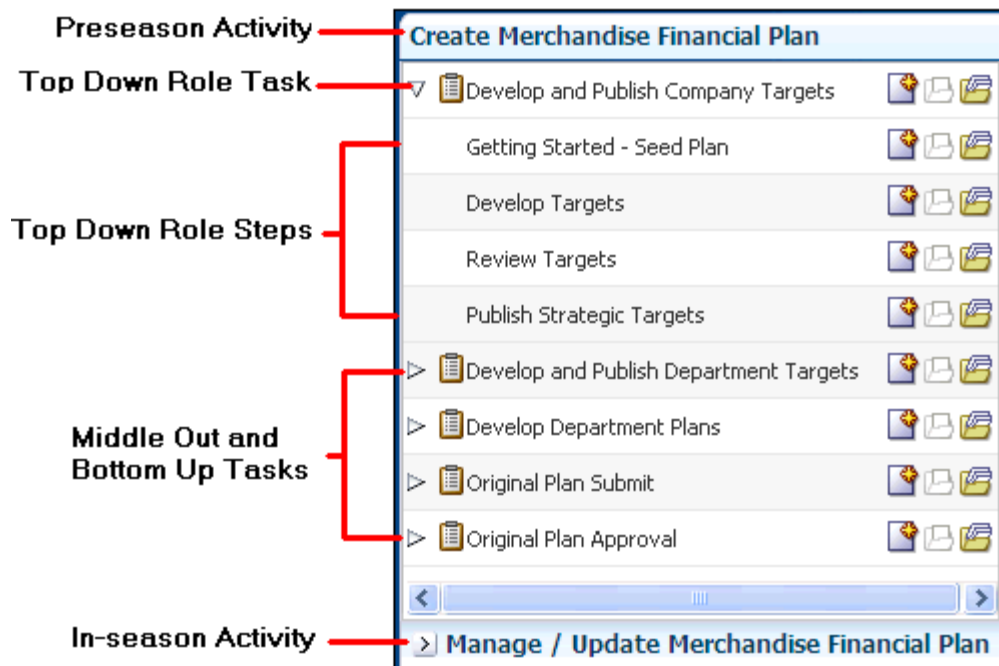 Preseason Activity
Create Merchandise Financial Plan
Top Down Role Task
Develop and Publish Company Targets
Top Down Role Steps
Getting Started - Seed Plan
Develop Targets
Review Targets
Publish Strategic Targets
Middle Out and
Bottom Up Tasks
Develop and Publish Department Targets
Develop Department Plans
Original Plan Submit
Original Plan Approval
In-season Activity
Manage / Update Merchandise Financial Plan